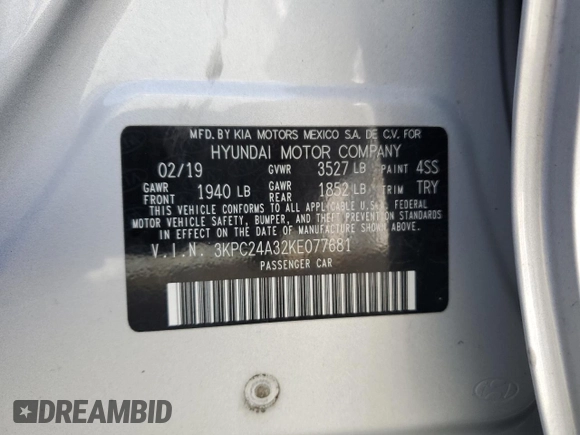 MFD. BY KIA MOTORS MEXICO S.A. DE C.V. FOR
HYUNDAI MOTOR COMPANY
02/19 GVWR 3527 LB PAINT 4SS
GAWR FRONT 1940 LB GAWR REAR 1852 LB TRIM TRY
THIS VEHICLE CONFORMS TO ALL APPLICABLE U.S.A. FEDERAL
MOTOR VEHICLE SAFETY, BUMPER, AND THEFT PREVENTION STANDARDS
IN EFFECT ON THE DATE OF MANUFACTURE SHOWN ABOVE.
V.I.N. 3KPC24A32KE077681
PASSENGER CAR
DREAMBID